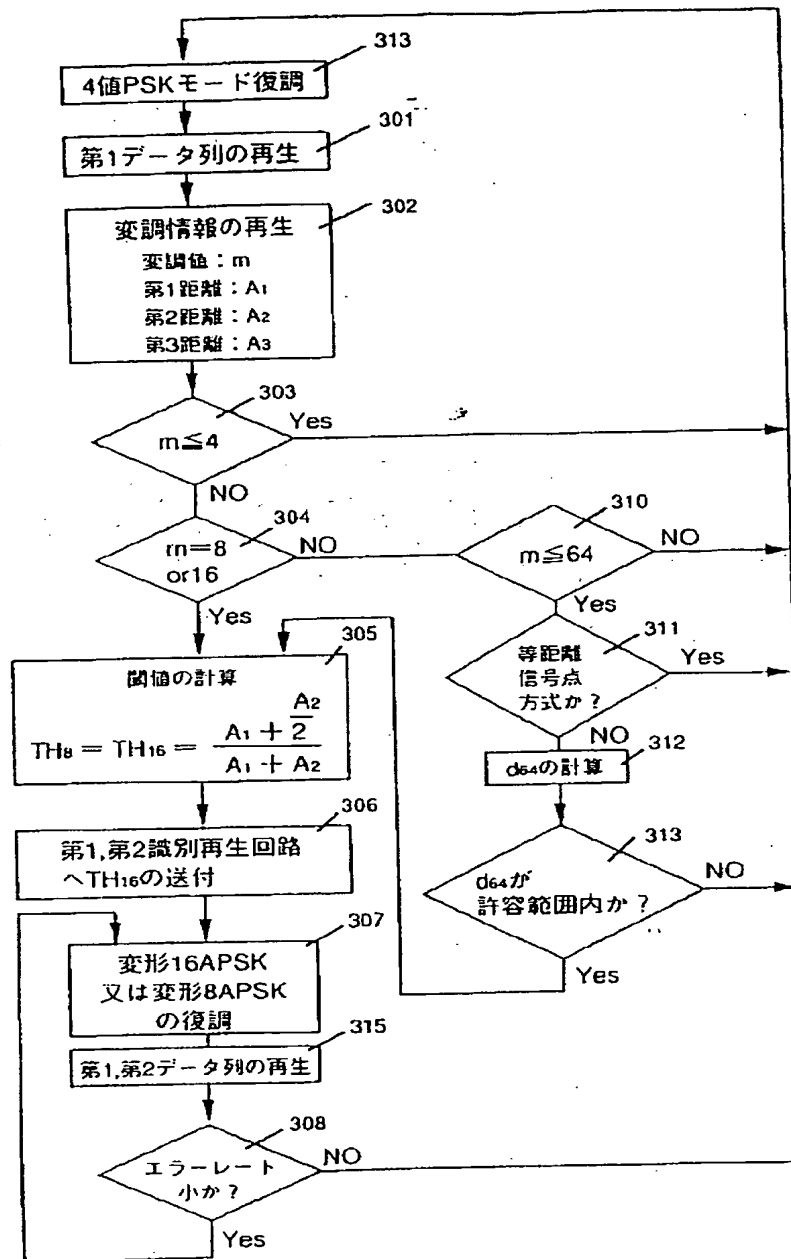 313
4値PSKモード復調
301
第1データ列の再生
302
変調情報の再生
変調値：m
第1距離：A1
第2距離：A2
第3距離：A3
303
m≦4
Yes
NO
304
m=8
or16
NO
Yes
310
m≦64
NO
Yes
311
等距離
信号点
方式か？
Yes
NO
312
d64の計算
313
d64が
許容範囲内か？
NO
Yes
305
閾値の計算
TH8 = TH16 = (A1 + A2/2) / (A1 + A2)
306
第1,第2識別再生回路
へTH16の送付
307
変形16APSK
又は変形8APSK
の復調
315
第1,第2データ列の再生
308
エラーレート
小か？
NO
Yes